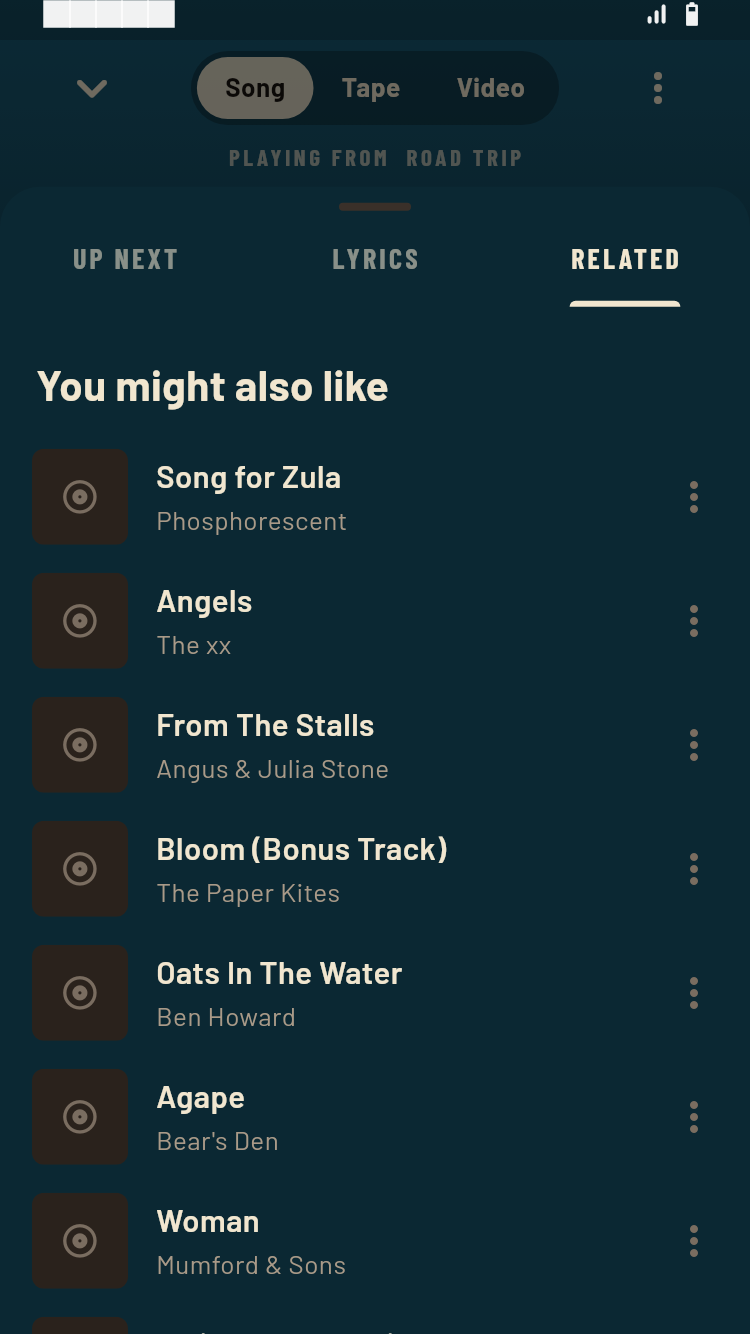 Song Tape Video
PLAYING FROM ROAD TRIP
UP NEXT LYRICS RELATED
You might also like
Song for Zula
Phosphorescent
Angels
The xx
From The Stalls
Angus & Julia Stone
Bloom (Bonus Track)
The Paper Kites
Oats In The Water
Ben Howard
Agape
Bear's Den
Woman
Mumford & Sons